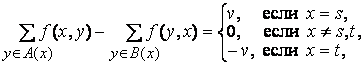 ∑ f(x,y) − ∑ f(y,x) = { v, если x = s,
y∈A(x) y∈B(x) 0, если x ≠ s,t,
−v, если x = t,